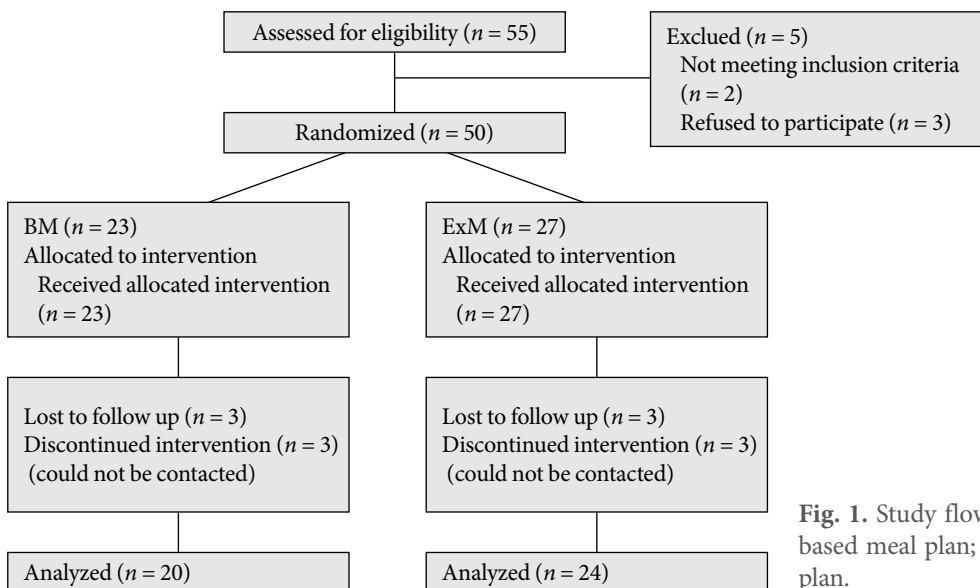 Assessed for eligibility (n = 55)
Exclued (n = 5)
Not meeting inclusion criteria
(n = 2)
Refused to participate (n = 3)
Randomized (n = 50)
BM (n = 23)
Allocated to intervention
Received allocated intervention
(n = 23)
ExM (n = 27)
Allocated to intervention
Received allocated intervention
(n = 27)
Lost to follow up (n = 3)
Discontinued intervention (n = 3)
(could not be contacted)
Lost to follow up (n = 3)
Discontinued intervention (n = 3)
(could not be contacted)
Analyzed (n = 20)
Analyzed (n = 24)
Fig. 1. Study flow
based meal plan;
plan.